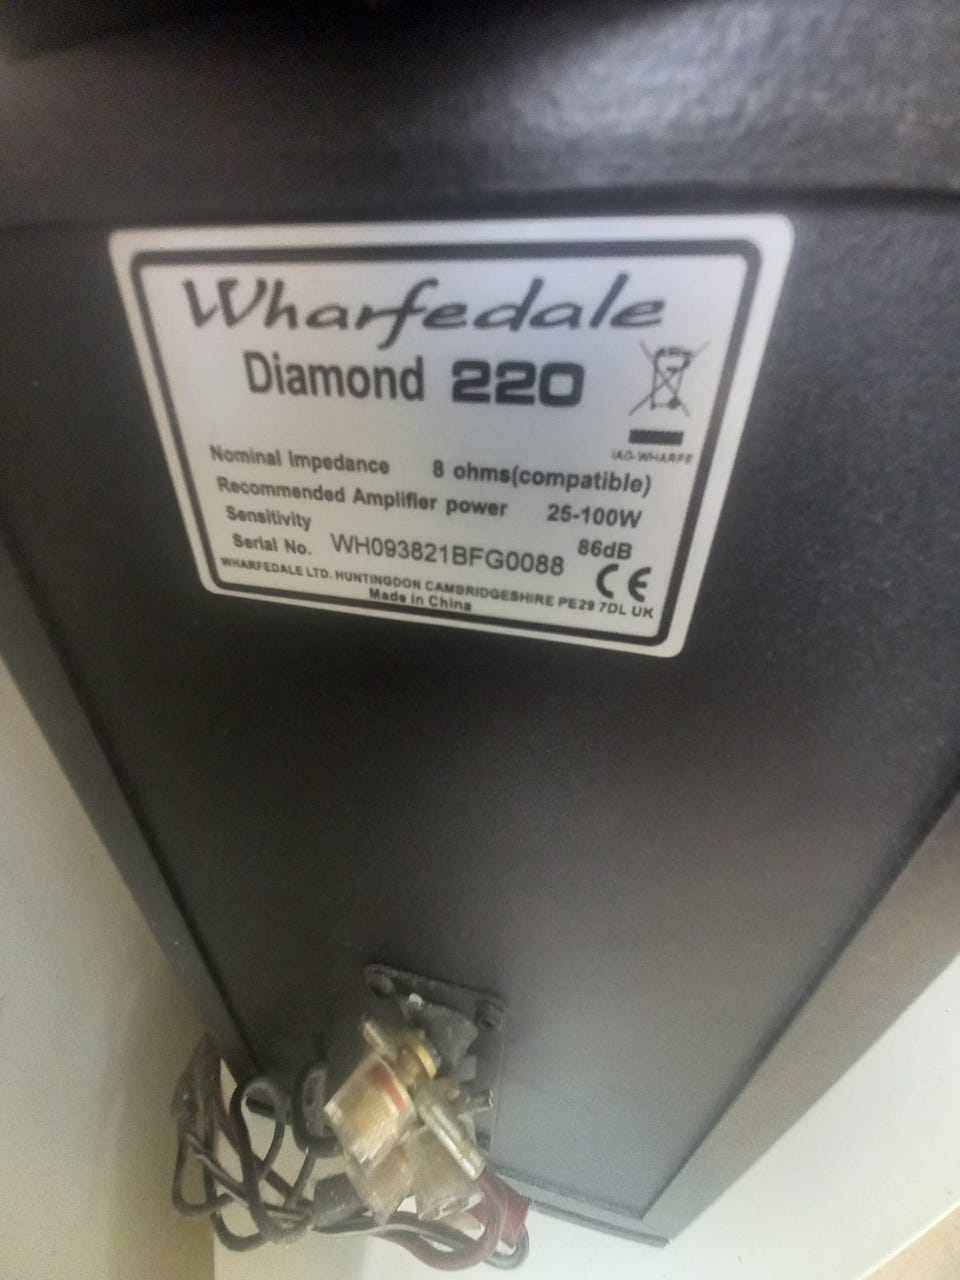 Wharfedale
Diamond 220
IAG-WHARFE
Nominal Impedance 8 ohms(compatible)
Recommended Amplifier power 25-100W
Sensitivity 86dB
Serial No. WH093821BFG0088
CE
WHARFEDALE LTD. HUNTINGDON CAMBRIDGESHIRE PE29 7DL UK
Made in China